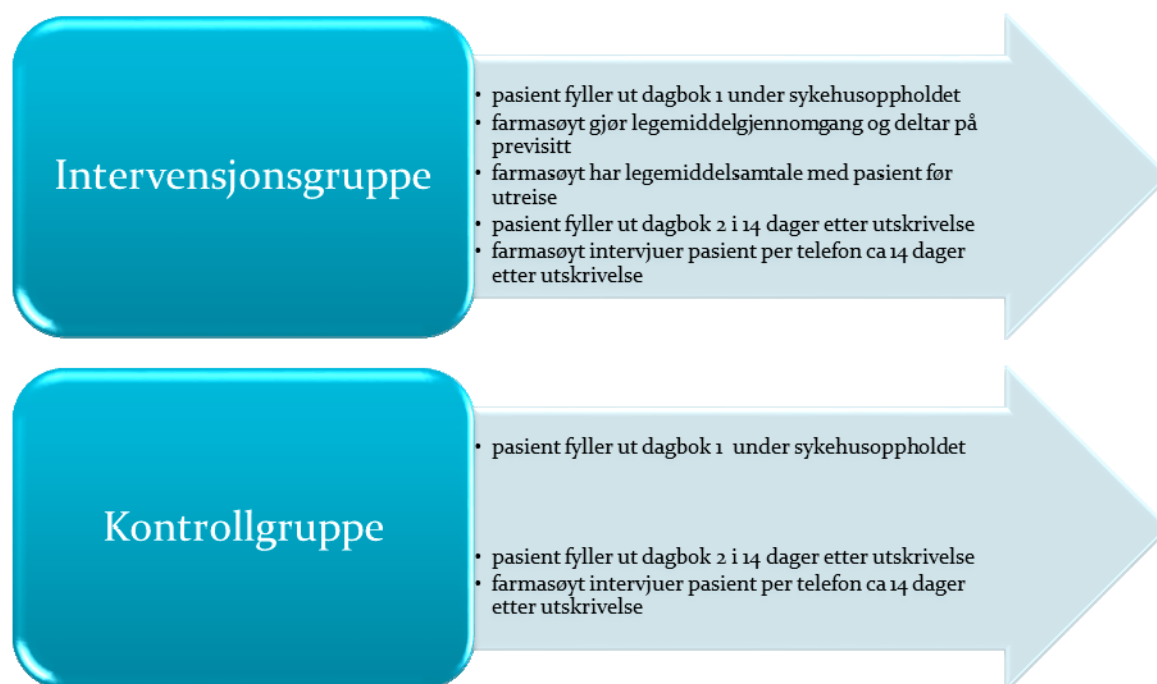 Intervensjonsgruppe
• pasient fyller ut dagbok 1 under sykehusoppholdet
• farmasøyt gjør legemiddelgjennomgang og deltar på
previsitt
• farmasøyt har legemiddelsamtale med pasient før
utreise
• pasient fyller ut dagbok 2 i 14 dager etter utskrivelse
• farmasøyt intervjuer pasient per telefon ca 14 dager
etter utskrivelse
Kontrollgruppe
• pasient fyller ut dagbok 1 under sykehusoppholdet
• pasient fyller ut dagbok 2 i 14 dager etter utskrivelse
• farmasøyt intervjuer pasient per telefon ca 14 dager
etter utskrivelse